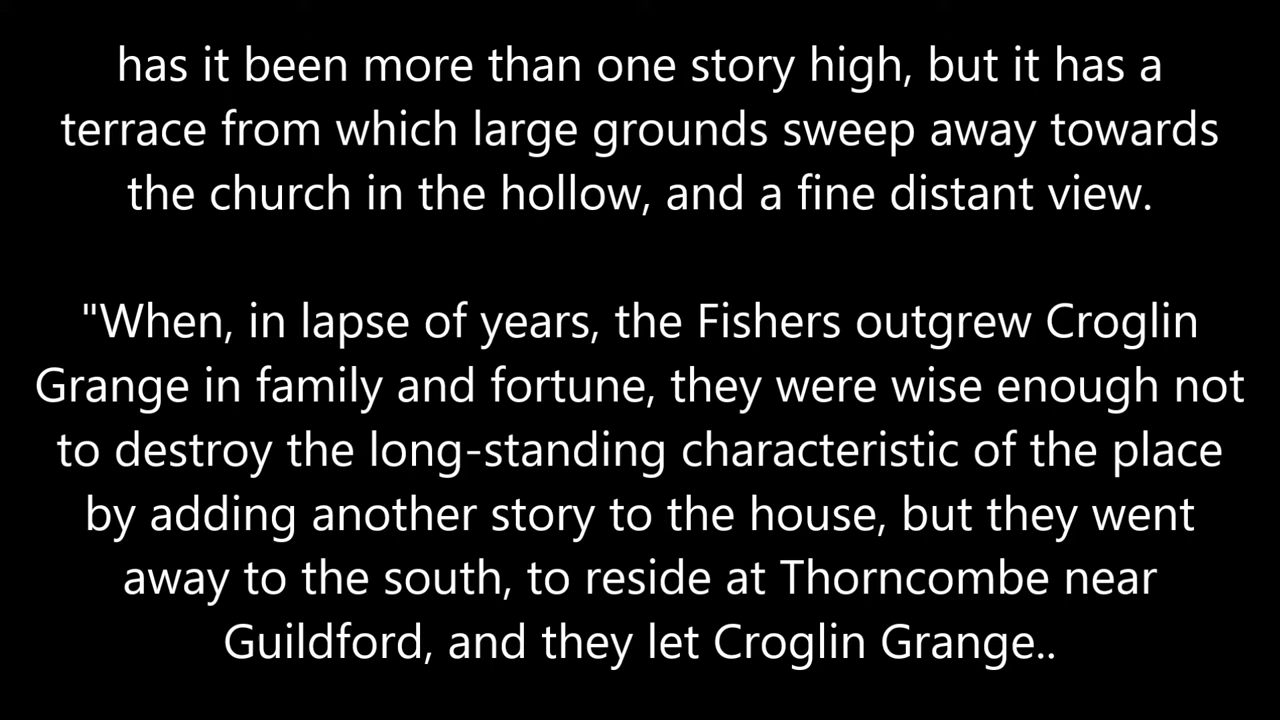 has it been more than one story high, but it has a
terrace from which large grounds sweep away towards
the church in the hollow, and a fine distant view.
"When, in lapse of years, the Fishers outgrew Croglin
Grange in family and fortune, they were wise enough not
to destroy the long-standing characteristic of the place
by adding another story to the house, but they went
away to the south, to reside at Thorncombe near
Guildford, and they let Croglin Grange..